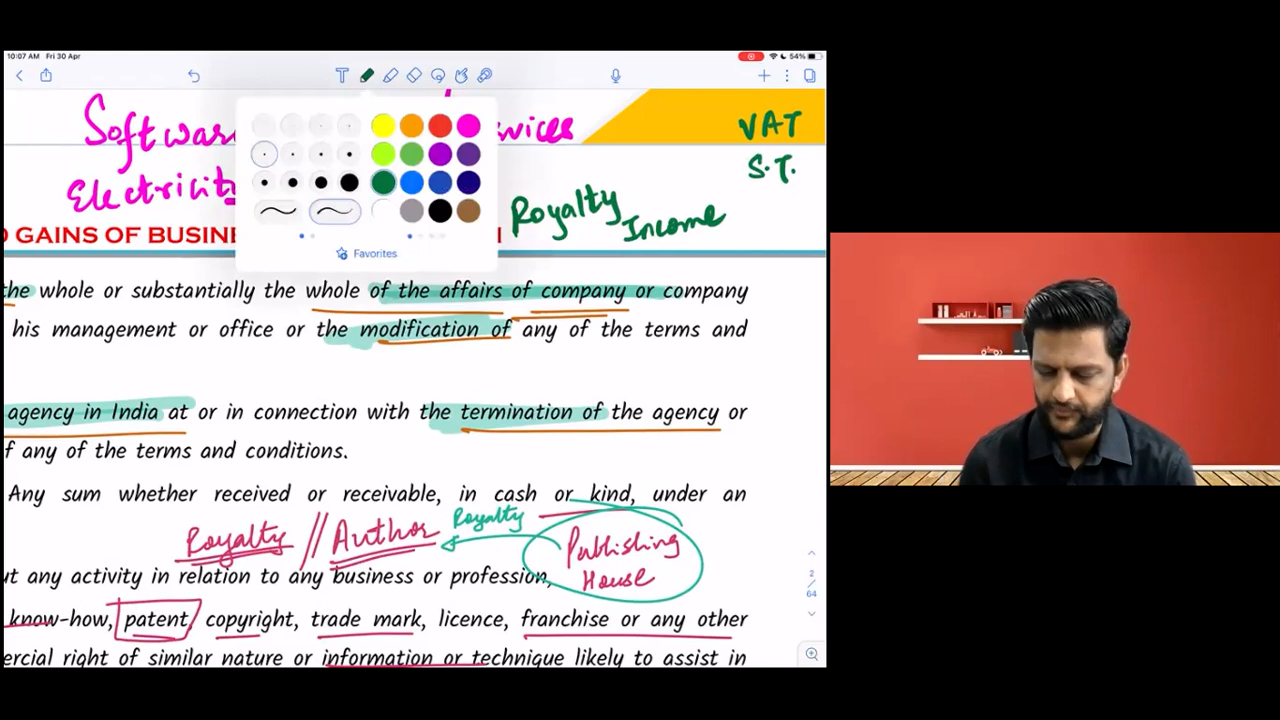 10:07 AM Fri 30 Apr
54%
T
Software
vices
VAT
Electricity
S.T.
Royalty
Income
GAINS OF BUSINE
Favorites
the whole or substantially the whole of the affairs of company or company
his management or office or the modification of any of the terms and
agency in India at or in connection with the termination of the agency or
f any of the terms and conditions.
Any sum whether received or receivable, in cash or kind, under an
Royalty // Author
Royalty
Publishing
House
ut any activity in relation to any business or profession,
know-how, patent, copyright, trade mark, licence, franchise or any other
ercial right of similar nature or information or technique likely to assist in
2
/
64